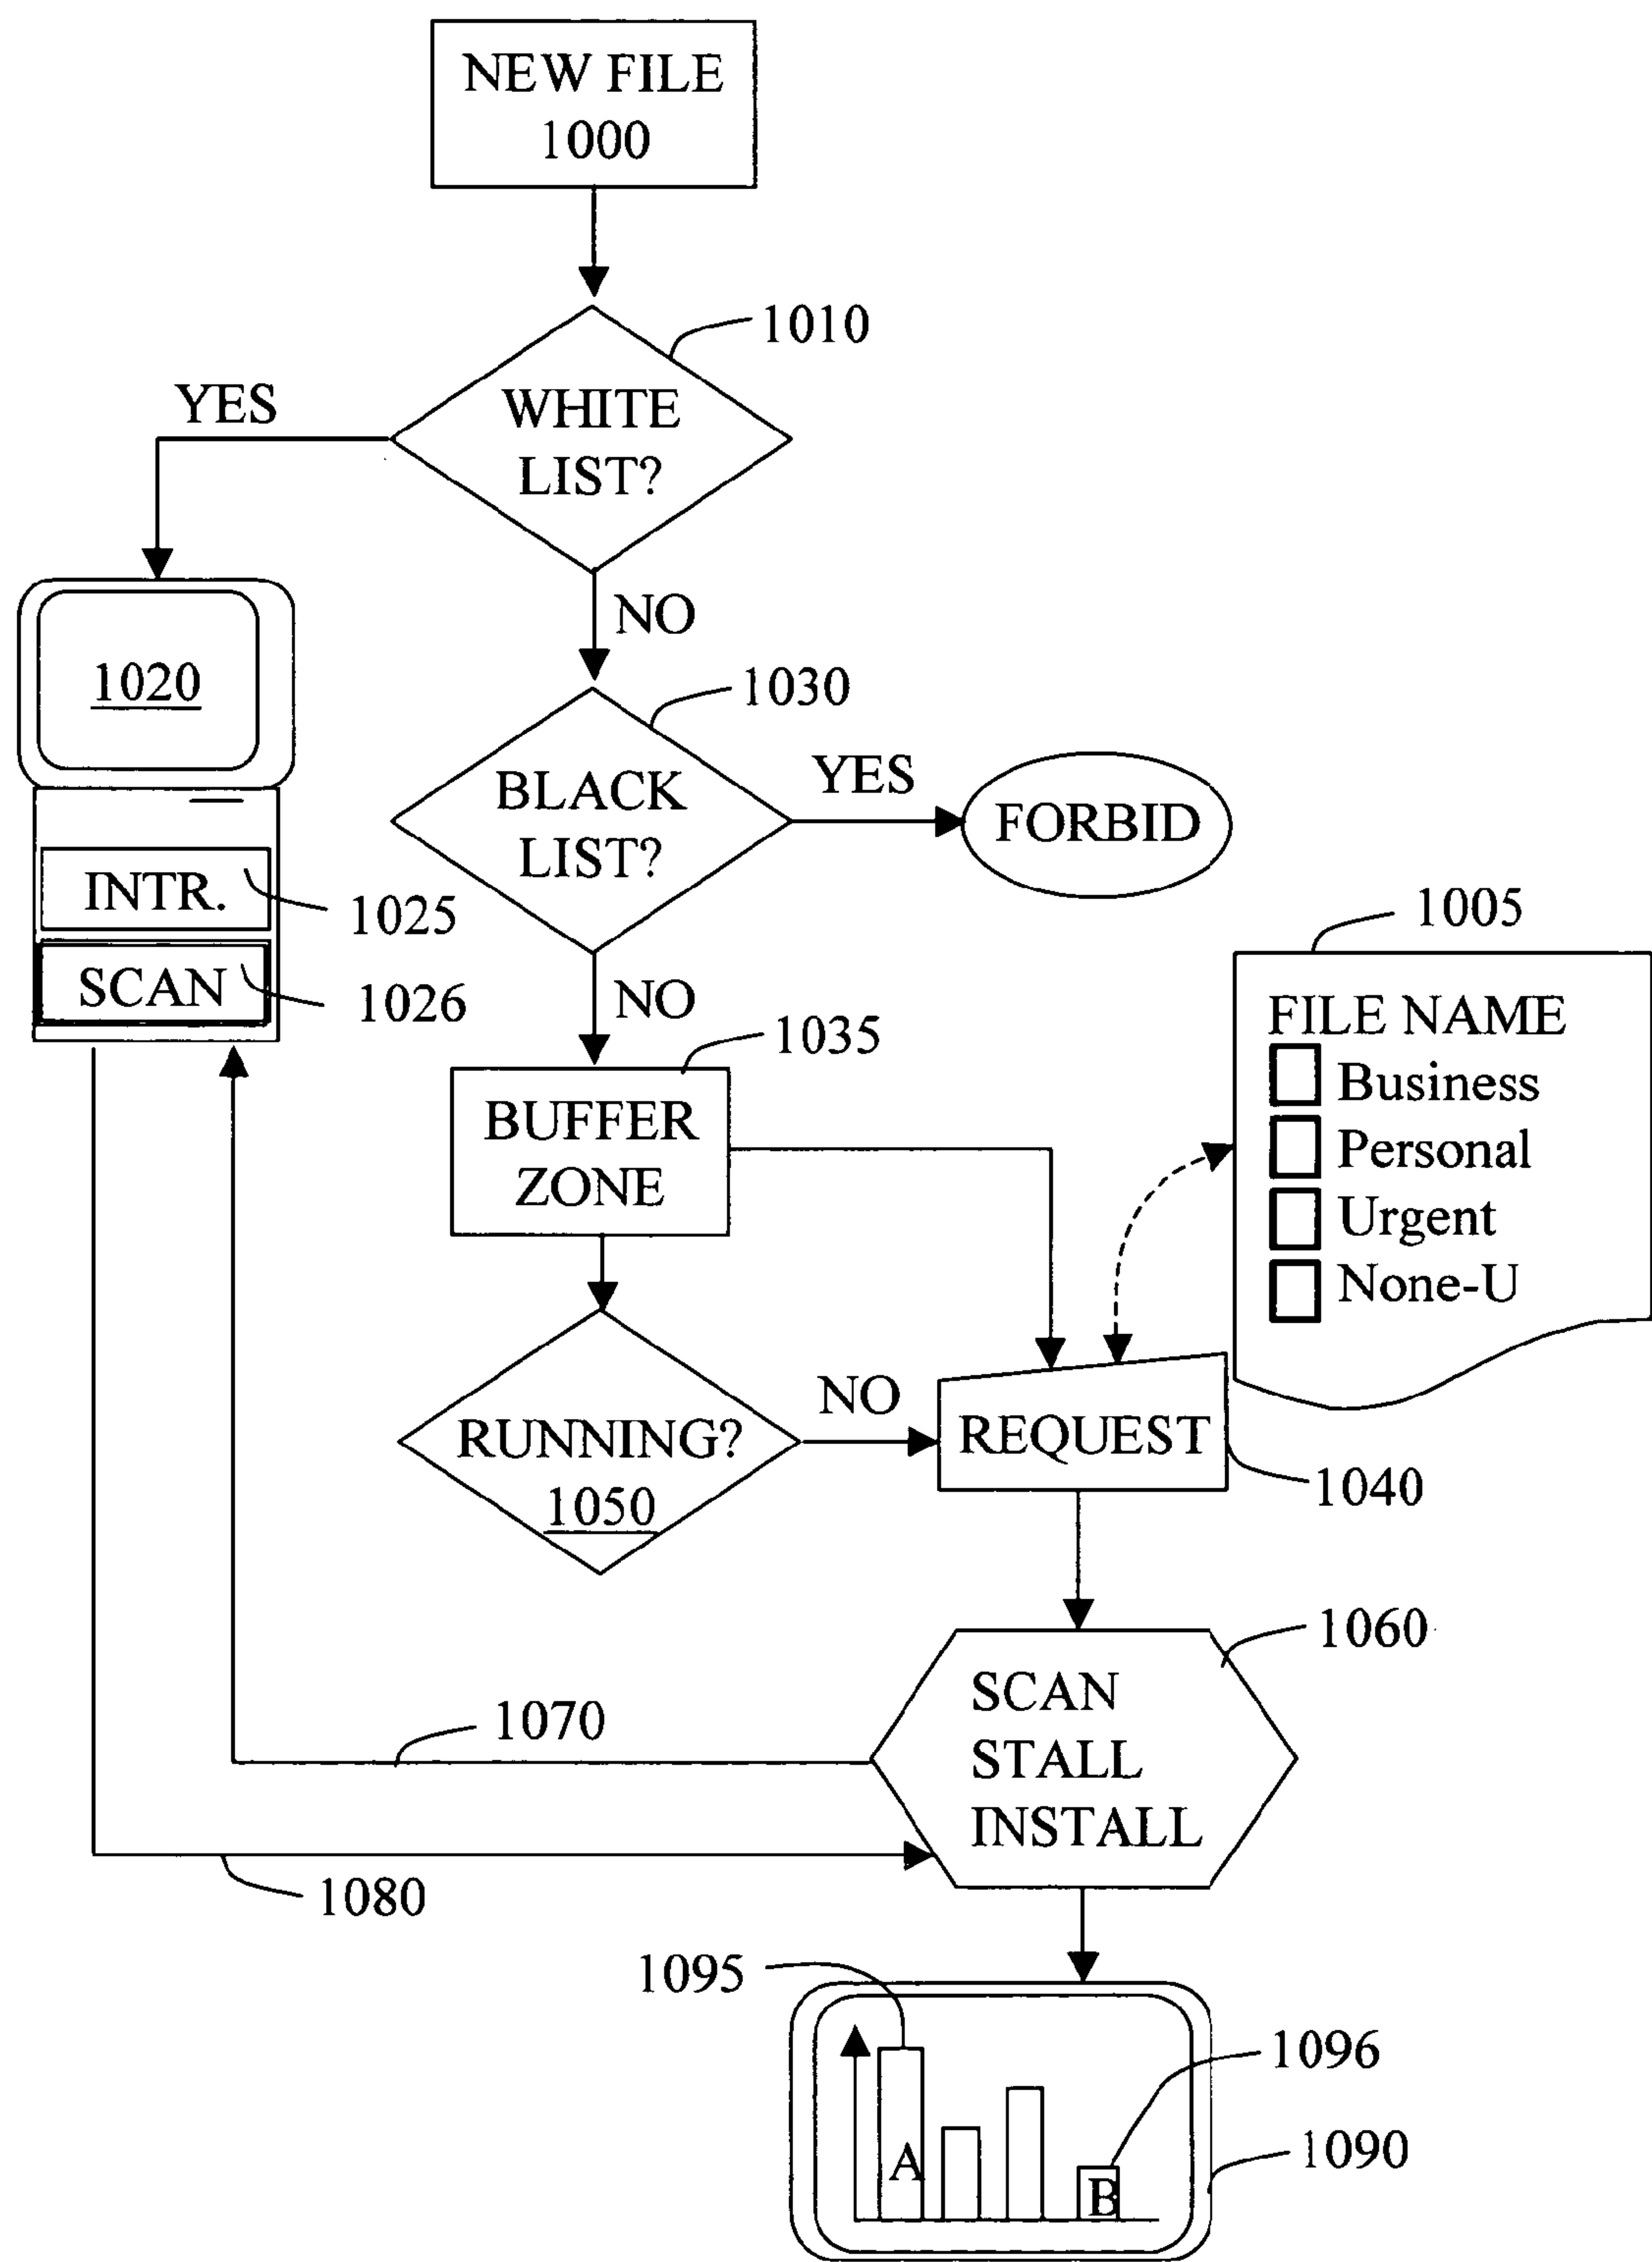 NEW FILE
1000
1010
YES
WHITE
LIST?
NO
1020
1030
BLACK
LIST?
YES
FORBID
INTR.
1025
SCAN
1026
NO
1005
FILE NAME
Business
Personal
Urgent
None-U
1035
BUFFER
ZONE
RUNNING?
1050
NO
REQUEST
1040
1060
SCAN
STALL
INSTALL
1070
1080
1095
1096
A
B
1090